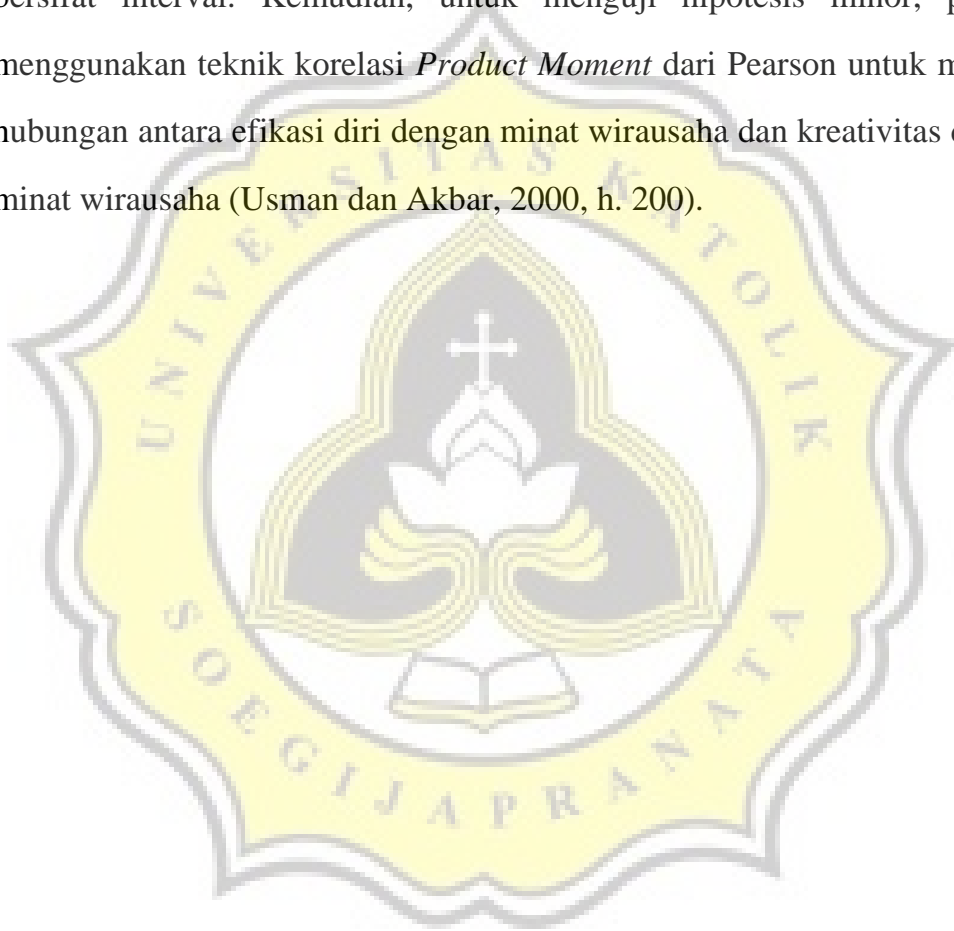 bersifat interval. Kemudian, untuk menguji hipotesis minor, p
menggunakan teknik korelasi Product Moment dari Pearson untuk m
hubungan antara efikasi diri dengan minat wirausaha dan kreativitas
minat wirausaha (Usman dan Akbar, 2000, h. 200).
UNIVERSITAS KATOLIK
SOEGIJAPRANATA